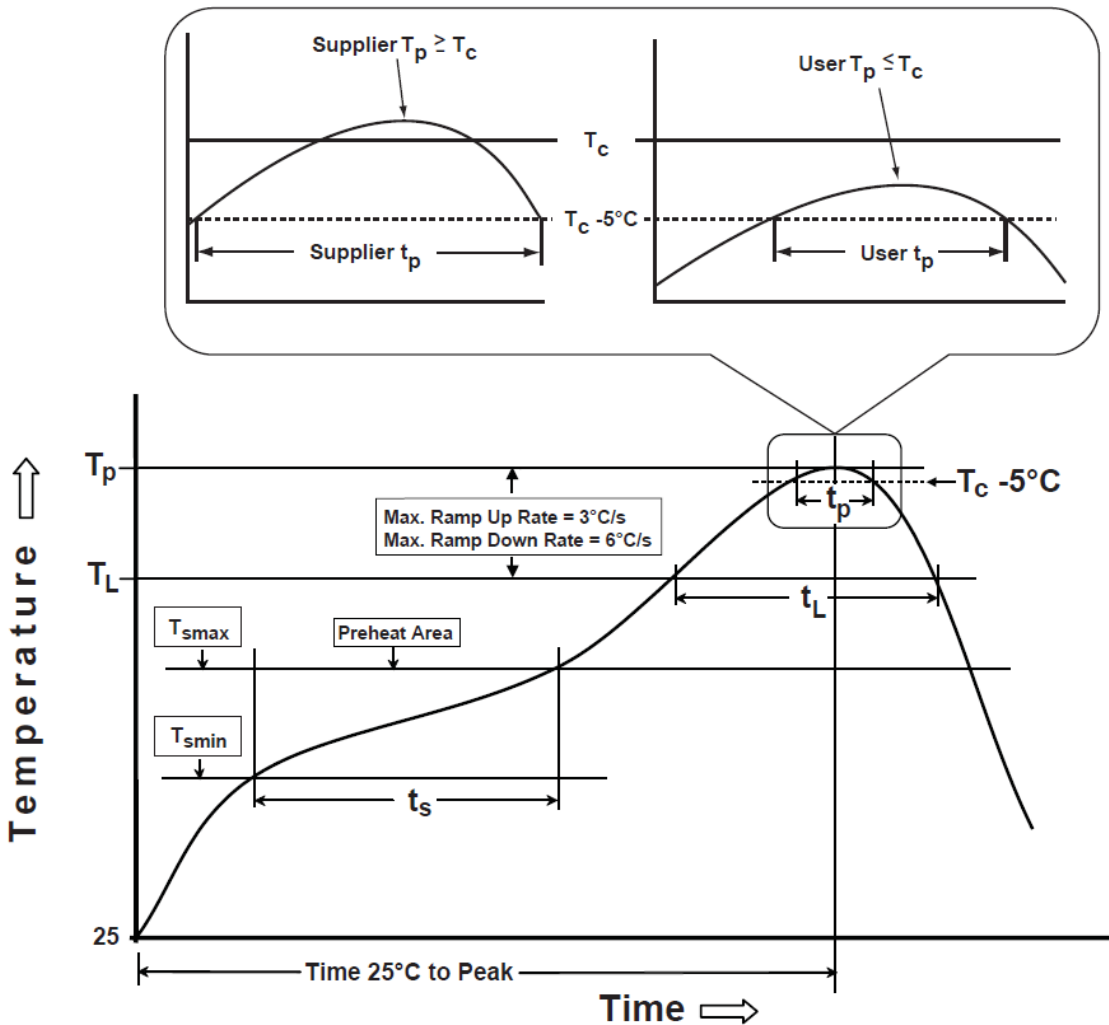 Supplier Tp ≥ Tc
User Tp ≤ Tc
Tc
Tc -5°C
Supplier tp
User tp
Tp
Tc -5°C
tp
Max. Ramp Up Rate = 3°C/s
Max. Ramp Down Rate = 6°C/s
TL
tL
Tsmax
Preheat Area
Tsmin
ts
Temperature
25
Time 25°C to Peak
Time